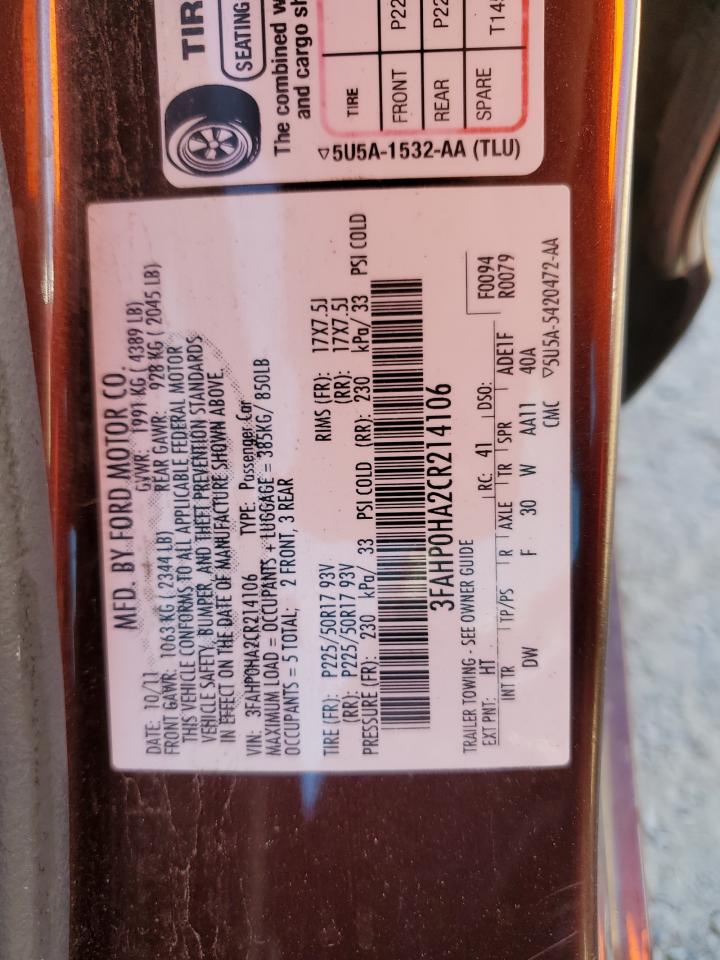 TIR
SEATING
The combined w
and cargo sh
TIRE
FRONT P22
REAR P22
SPARE T145
▽5U5A-1532-AA (TLU)
MFD. BY FORD MOTOR CO.
DATE: 10/11 GVWR: 1991 KG ( 4389 LB)
FRONT GAWR: 1063 KG ( 2344 LB) REAR GAWR: 928 KG ( 2045 LB)
THIS VEHICLE CONFORMS TO ALL APPLICABLE FEDERAL MOTOR
VEHICLE SAFETY, BUMPER, AND THEFT PREVENTION STANDARDS
IN EFFECT ON THE DATE OF MANUFACTURE SHOWN ABOVE
VIN: 3FAHP0HA2CR214106 TYPE: Passenger Car
MAXIMUM LOAD = OCCUPANTS + LUGGAGE = 385KG/ 850LB
OCCUPANTS = 5 TOTAL; 2 FRONT, 3 REAR
TIRE (FR): P225/50R17 93V RIMS (FR): 17X7.5J
(RR): P225/50R17 93V (RR): 17X7.5J
PRESSURE (FR): 230 kPa/ 33 PSI COLD (RR): 230 kPa/ 33 PSI COLD
3FAHP0HA2CR214106
TRAILER TOWING - SEE OWNER GUIDE F0094
EXT PNT: HT RC: 41 DSO: R0079
INT TR TP/PS R AXLE TR SPR ADE1F
DW F 30 W AA11 40A
CMC ▽5U5A-5420472-AA